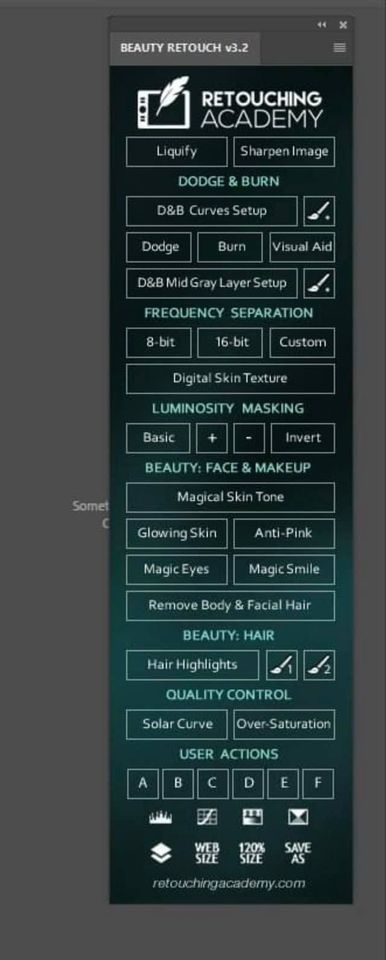 BEAUTY RETOUCH v3.2
RETOUCHING
ACADEMY
Liquify Sharpen Image
DODGE & BURN
D&B Curves Setup
Dodge Burn Visual Aid
D&B Mid Gray Layer Setup
FREQUENCY SEPARATION
8-bit 16-bit Custom
Digital Skin Texture
LUMINOSITY MASKING
Basic + - Invert
BEAUTY: FACE & MAKEUP
Magical Skin Tone
Somet
Glowing Skin Anti-Pink
Magic Eyes Magic Smile
Remove Body & Facial Hair
BEAUTY: HAIR
Hair Highlights 1 2
QUALITY CONTROL
Solar Curve Over-Saturation
USER ACTIONS
A B C D E F
WEB SIZE 120% SIZE SAVE AS
retouchingacademy.com